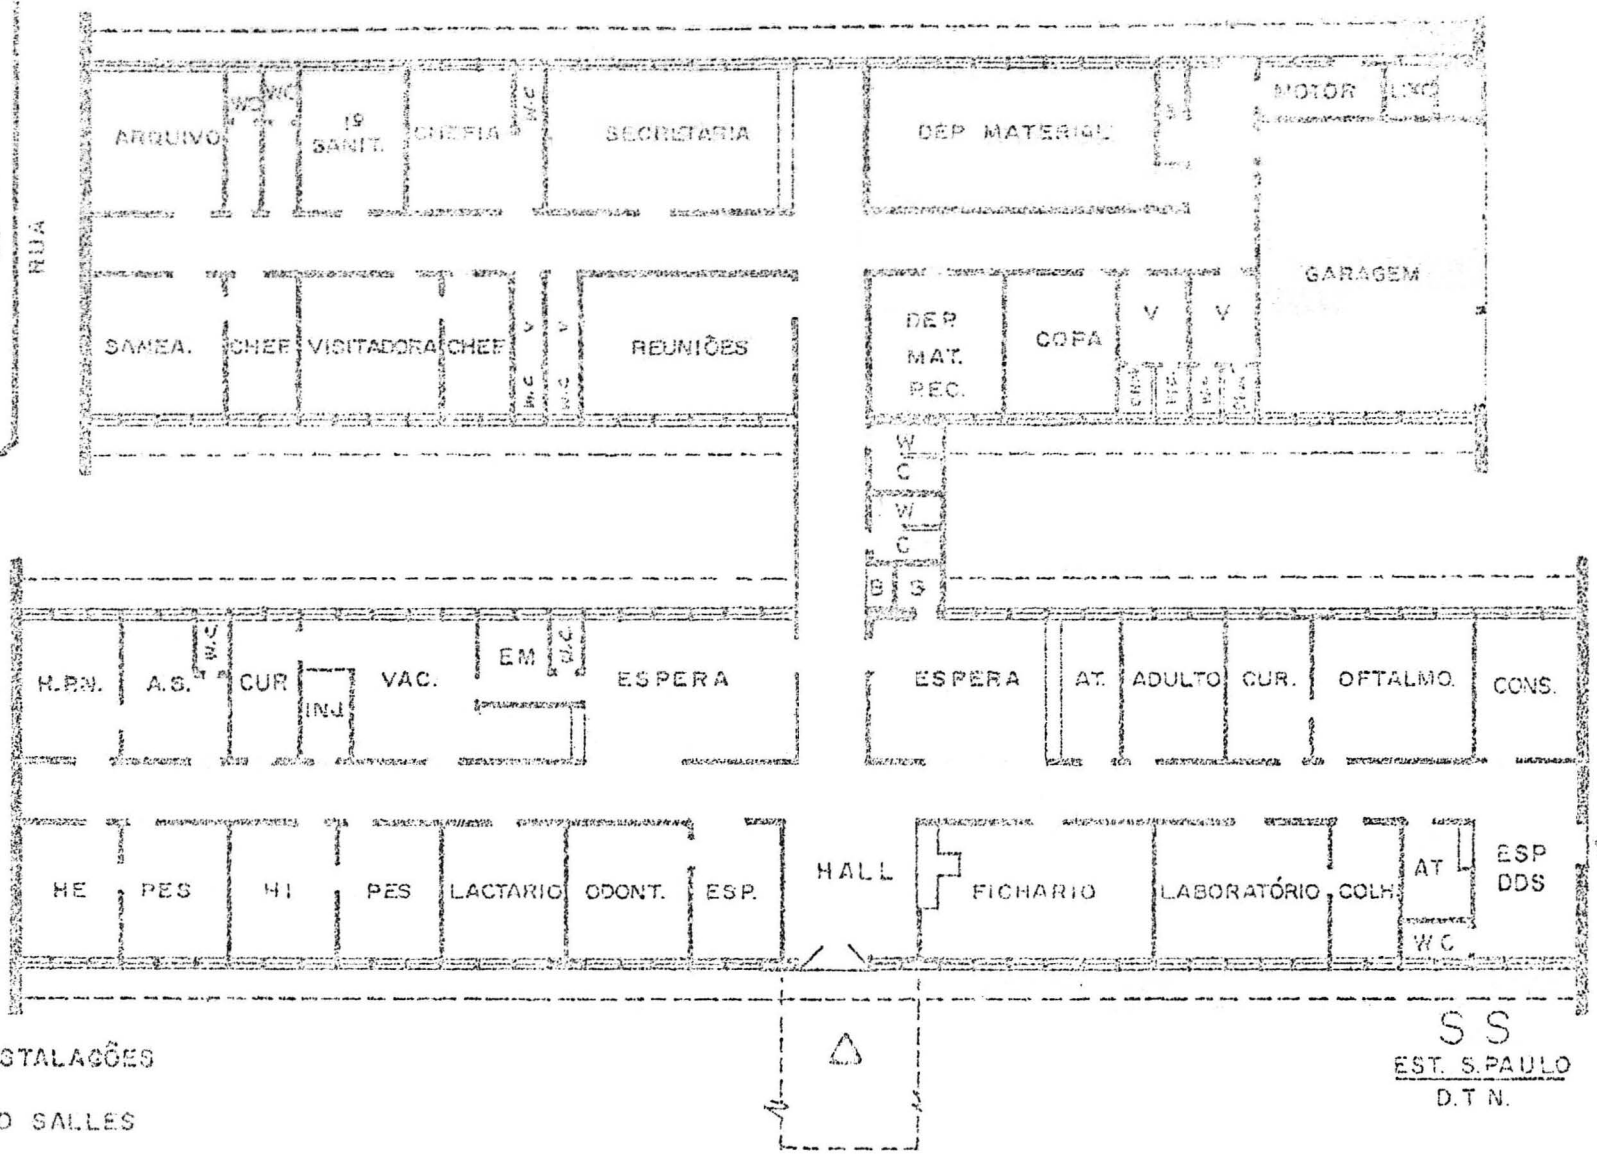 RUA
ARQUIVO
WC
WC
SANIT.
CHEFIA
W.C
SECRETARIA
DEP MATERIAL
S
MOTOR
LIXO
SANEA.
CHEF
VISITADORA
CHEF
V
W.C
V
W.C
REUNIÕES
DEP.
MAT.
REC.
COPA
V
V
GARAGEM
W
C
W
C
B
S
A.S.
W.C
CUR
INJ.
VAC.
EM
W.C.
ESPERA
ESPERA
AT.
ADULTO
CUR.
OFTALMO.
CONS.
HE
PES
HI
PES
LACTARIO
ODONT.
ESP.
HALL
FICHARIO
LABORATÓRIO
COLH.
AT
WC
ESP
DDS
STALAÇÕES
O SALLES
S S
EST. S.PAULO
D.T N.